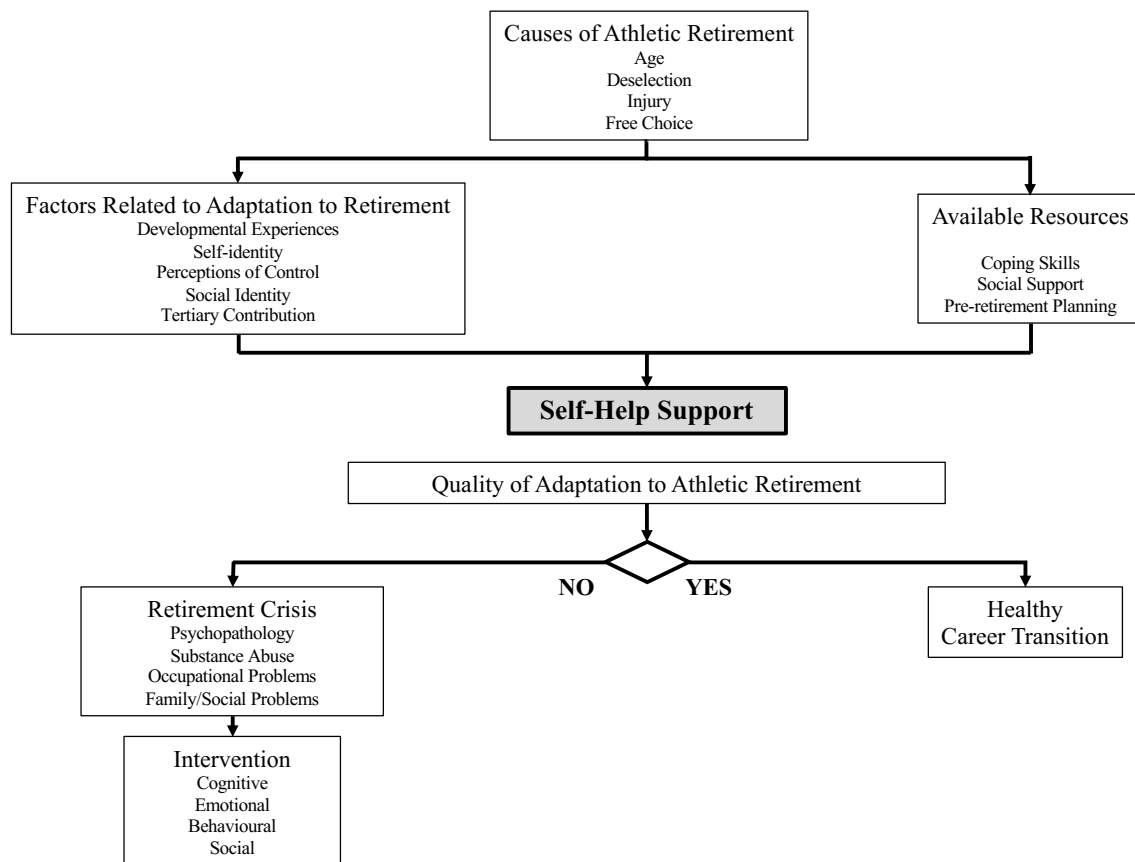 Causes of Athletic Retirement
Age
Deselection
Injury
Free Choice
Factors Related to Adaptation to Retirement
Developmental Experiences
Self-identity
Perceptions of Control
Social Identity
Tertiary Contribution
Available Resources
Coping Skills
Social Support
Pre-retirement Planning
Self-Help Support
Quality of Adaptation to Athletic Retirement
NO
YES
Retirement Crisis
Psychopathology
Substance Abuse
Occupational Problems
Family/Social Problems
Healthy
Career Transition
Intervention
Cognitive
Emotional
Behavioural
Social